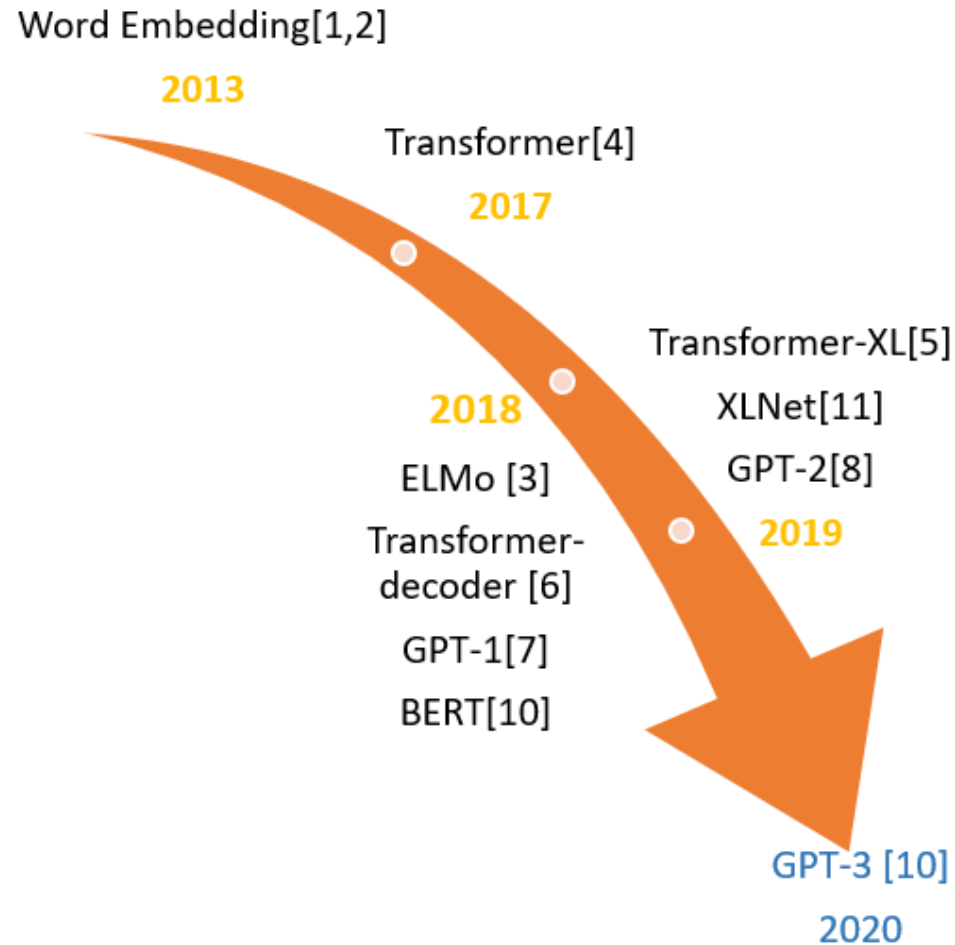 Word Embedding[1,2]
2013
Transformer[4]
2017
Transformer-XL[5]
XLNet[11]
GPT-2[8]
2019
2018
ELMo [3]
Transformer-
decoder [6]
GPT-1[7]
BERT[10]
GPT-3 [10]
2020